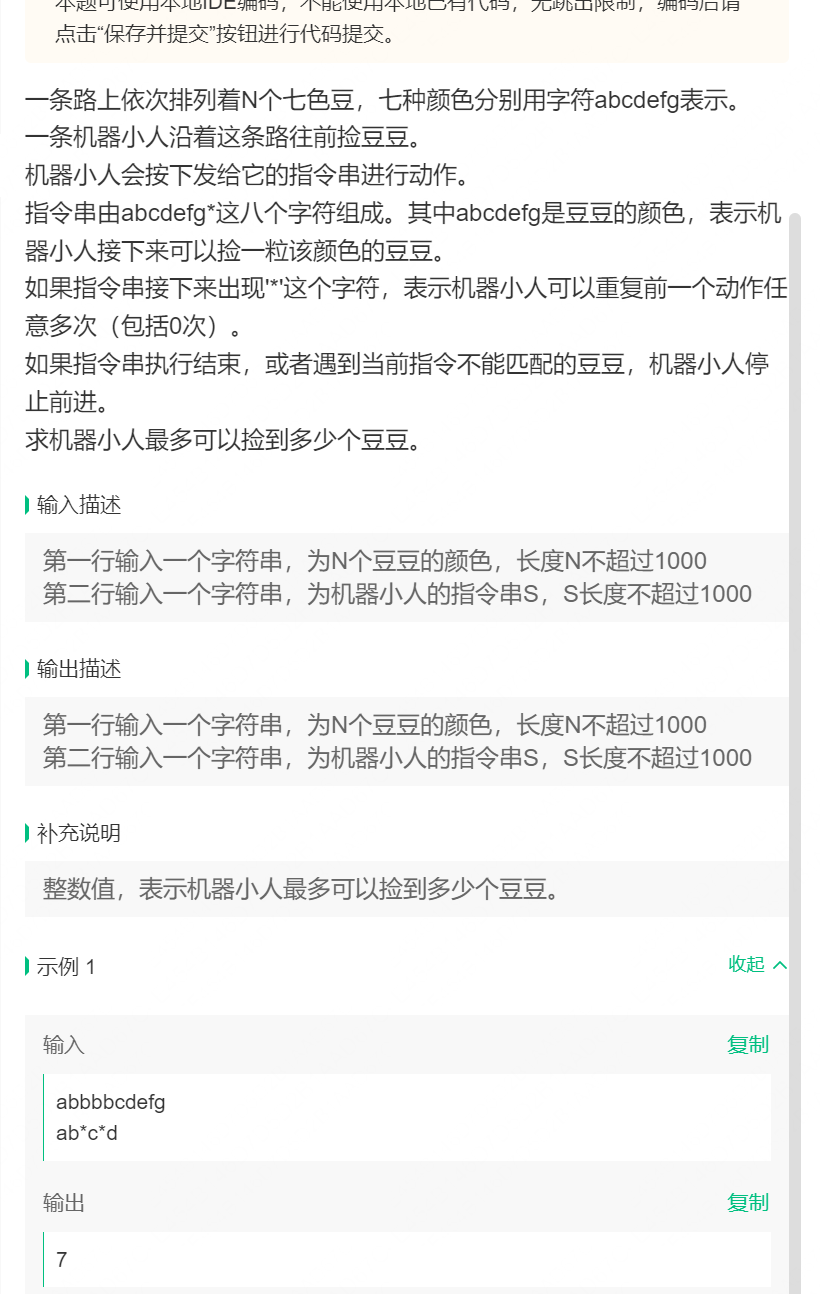 本题可使用本地IDE编码，不能使用本地已有代码，无跳出限制，编码后请
点击“保存并提交”按钮进行代码提交。
一条路上依次排列着N个七色豆，七种颜色分别用字符abcdefg表示。
一条机器小人沿着这条路往前捡豆豆。
机器小人会按下发给它的指令串进行动作。
指令串由abcdefg*这八个字符组成。其中abcdefg是豆豆的颜色，表示机
器小人接下来可以捡一粒该颜色的豆豆。
如果指令串接下来出现'*'这个字符，表示机器小人可以重复前一个动作任
意多次（包括0次）。
如果指令串执行结束，或者遇到当前指令不能匹配的豆豆，机器小人停
止前进。
求机器小人最多可以捡到多少个豆豆。
输入描述
第一行输入一个字符串，为N个豆豆的颜色，长度N不超过1000
第二行输入一个字符串，为机器小人的指令串S，S长度不超过1000
输出描述
第一行输入一个字符串，为N个豆豆的颜色，长度N不超过1000
第二行输入一个字符串，为机器小人的指令串S，S长度不超过1000
补充说明
整数值，表示机器小人最多可以捡到多少个豆豆。
示例 1
收起
输入
复制
abbbbcdefg
ab*c*d
输出
复制
7